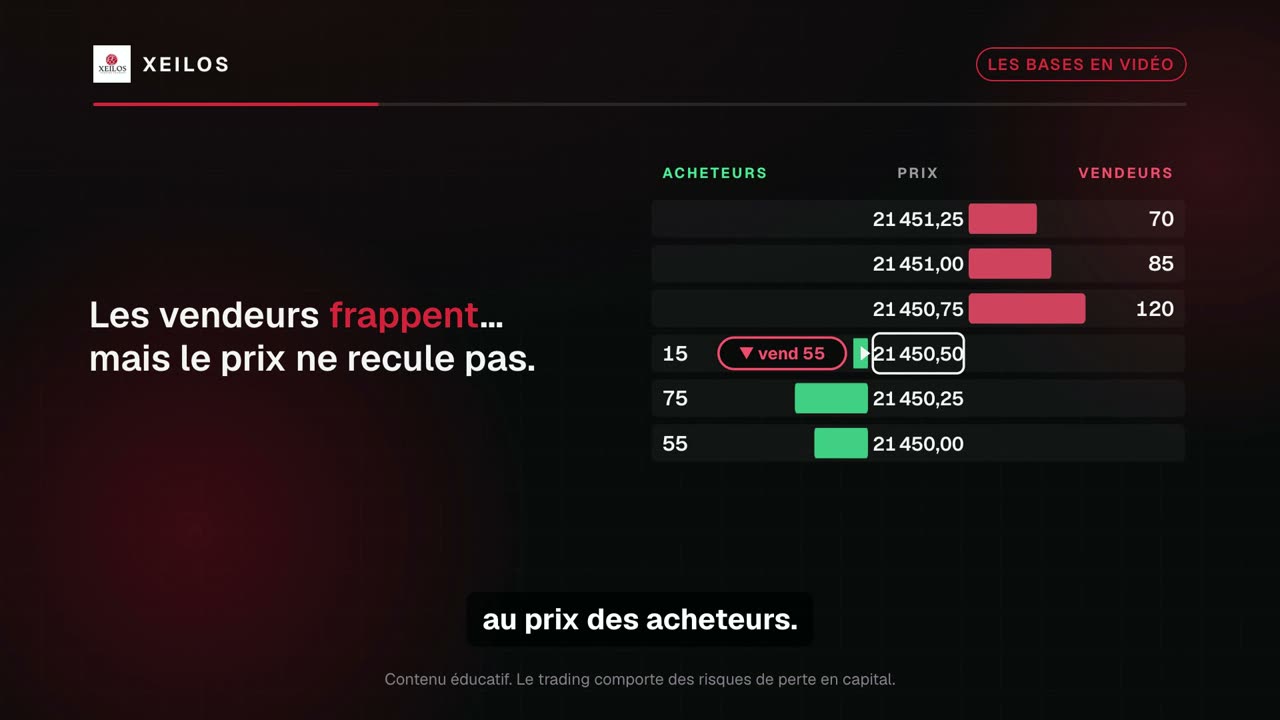 XEILOS
XEILOS
LES BASES EN VIDÉO
ACHETEURS PRIX VENDEURS
21 451,25 70
21 451,00 85
21 450,75 120
15 ▼ vend 55 21 450,50
75 21 450,25
55 21 450,00
Les vendeurs frappent...
mais le prix ne recule pas.
au prix des acheteurs.
Contenu éducatif. Le trading comporte des risques de perte en capital.